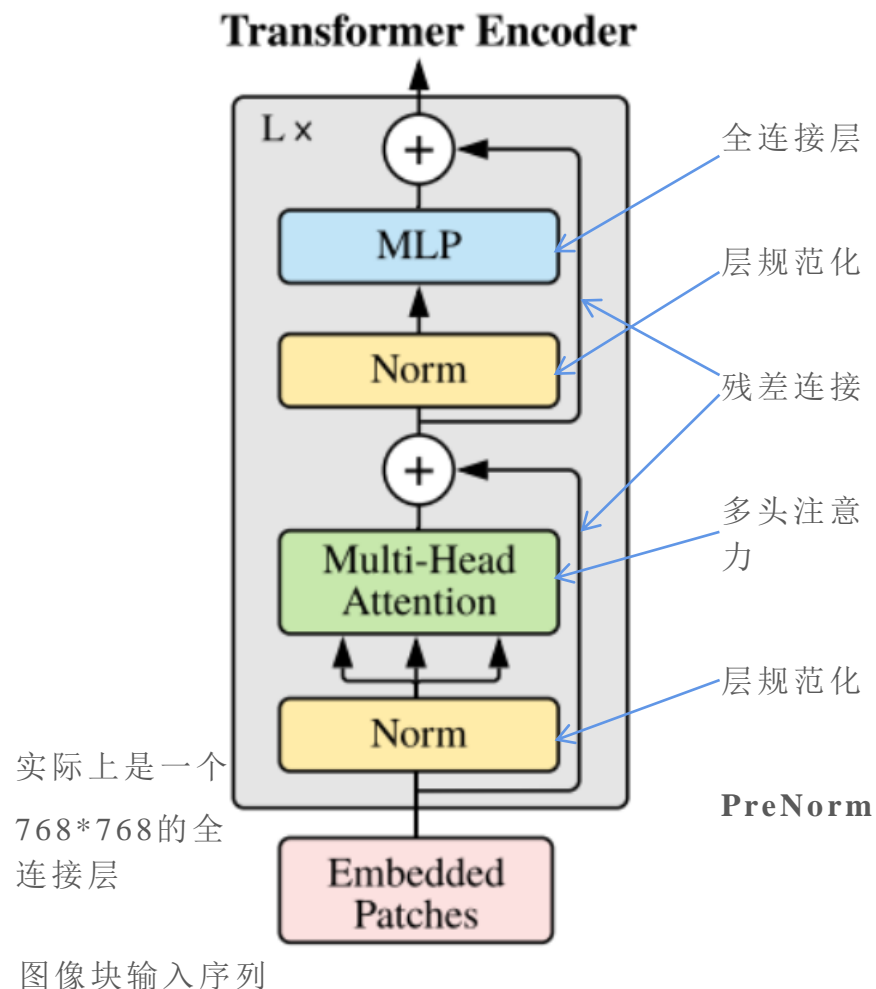 Transformer Encoder
L ×
+
全连接层
MLP
层规范化
Norm
残差连接
+
多头注意
力
Multi-Head
Attention
层规范化
Norm
实际上是一个
768*768的全
连接层
PreNorm
Embedded
Patches
图像块输入序列